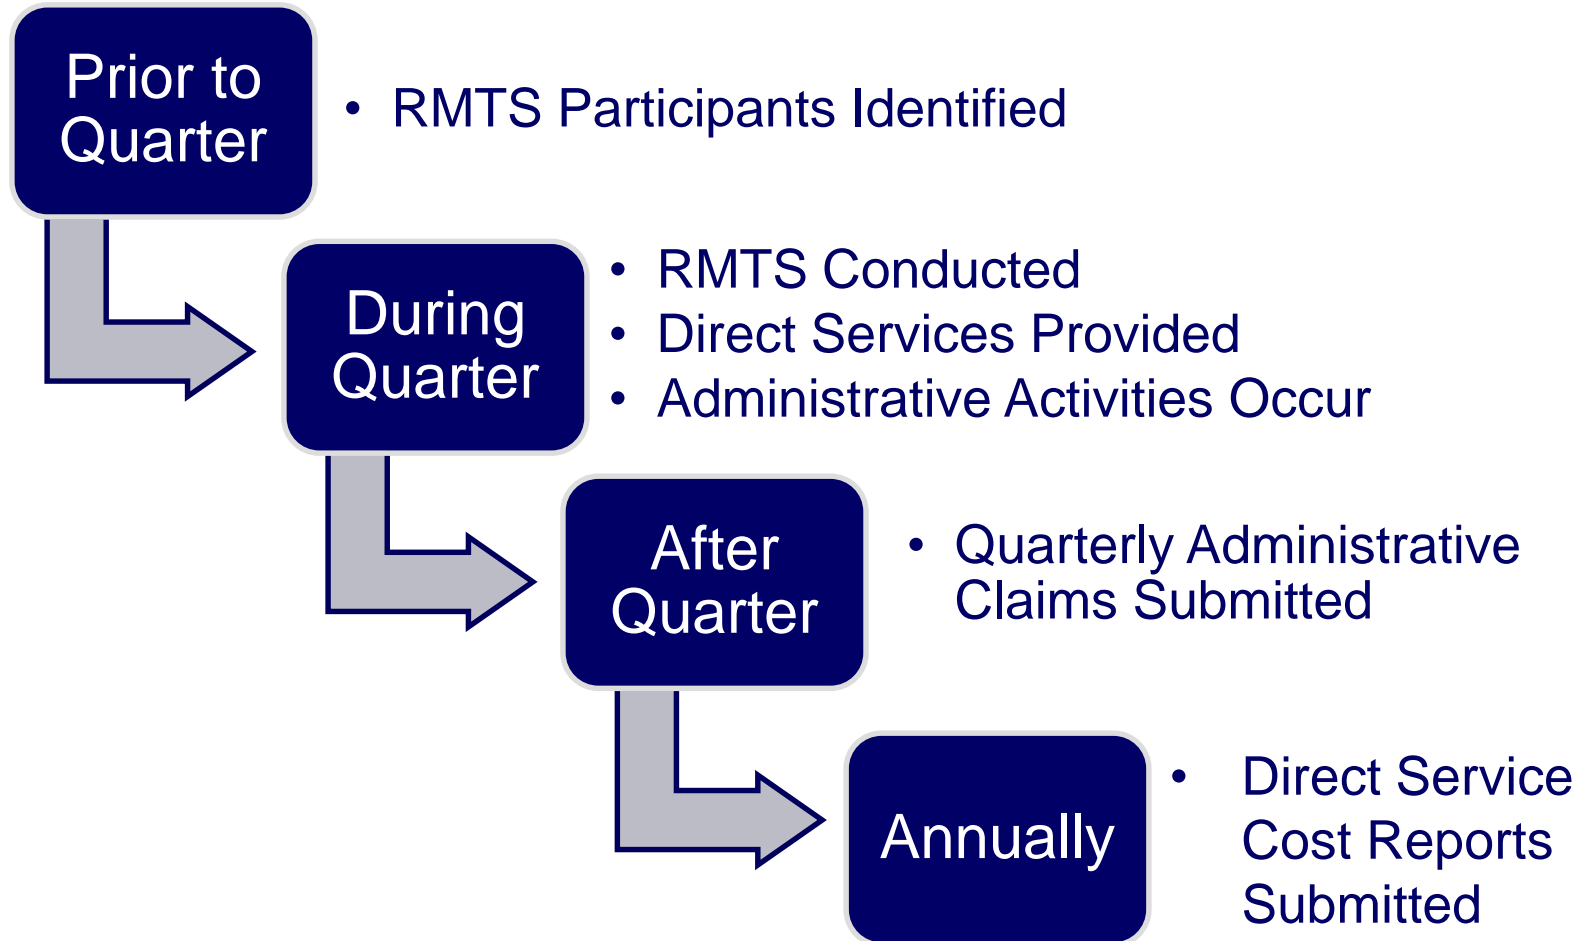 Prior to
Quarter
• RMTS Participants Identified
During
Quarter
• RMTS Conducted
• Direct Services Provided
• Administrative Activities Occur
After
Quarter
• Quarterly Administrative
Claims Submitted
Annually
• Direct Service
Cost Reports
Submitted